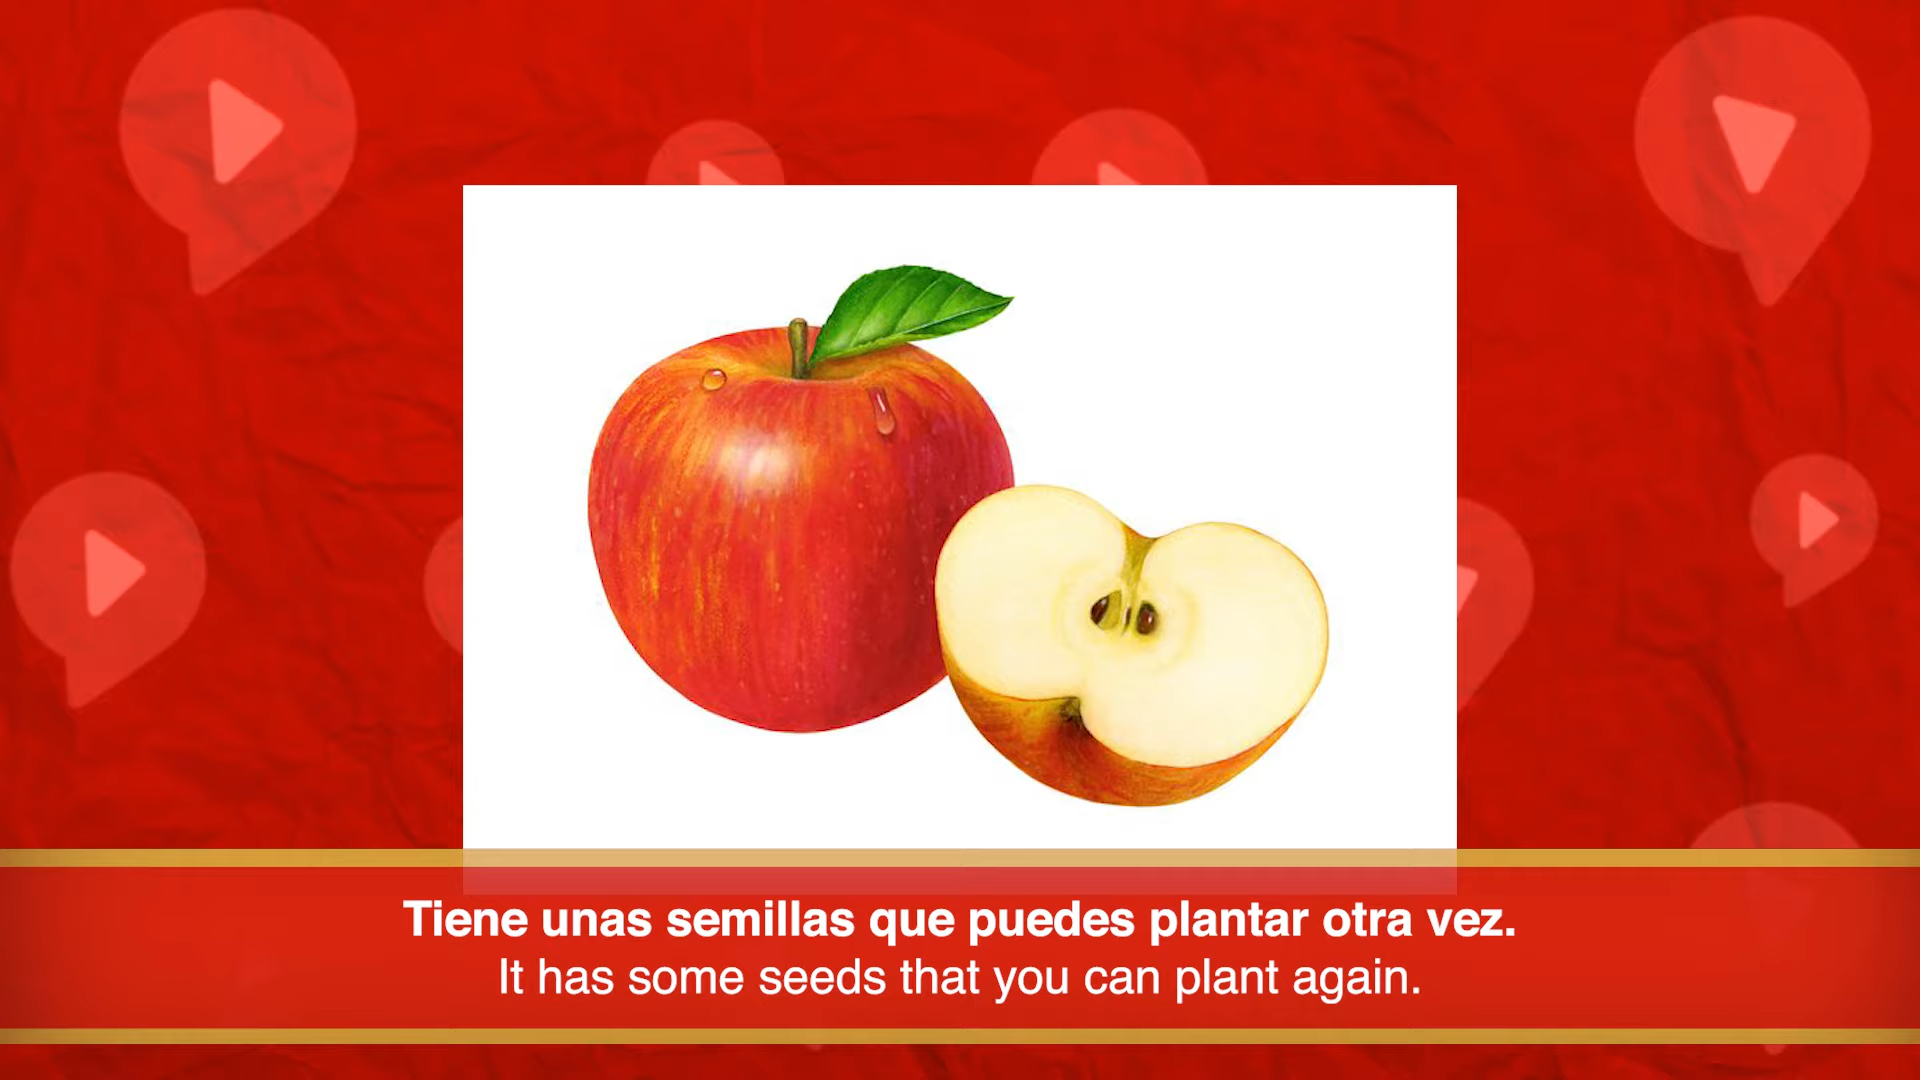 Tiene unas semillas que puedes plantar otra vez.
It has some seeds that you can plant again.